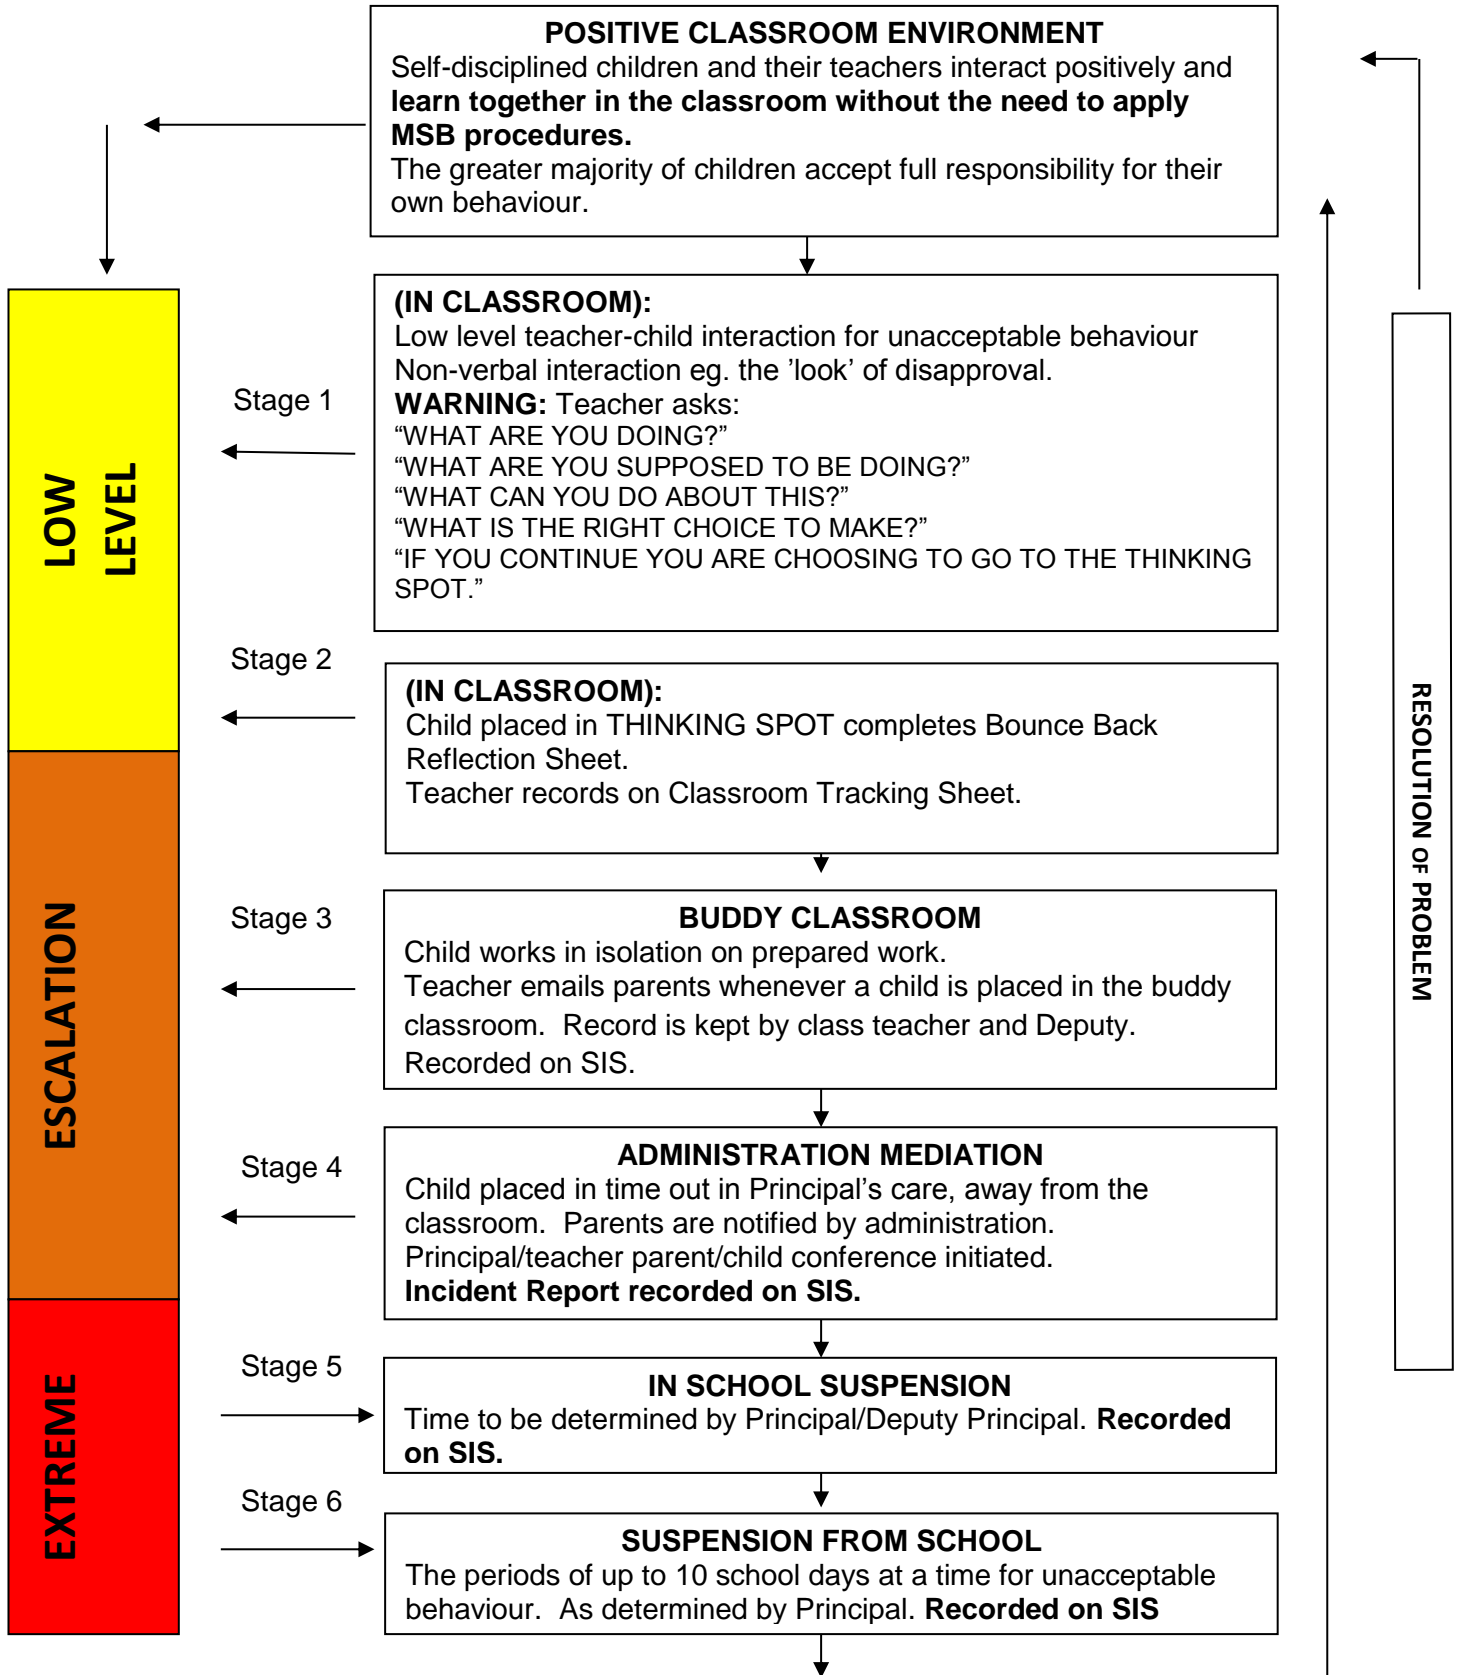 POSITIVE CLASSROOM ENVIRONMENT
Self-disciplined children and their teachers interact positively and
learn together in the classroom without the need to apply
MSB procedures.
The greater majority of children accept full responsibility for their
own behaviour.
LOW
LEVEL
Stage 1
(IN CLASSROOM):
Low level teacher-child interaction for unacceptable behaviour
Non-verbal interaction eg. the ’look’ of disapproval.
WARNING: Teacher asks:
“WHAT ARE YOU DOING?”
“WHAT ARE YOU SUPPOSED TO BE DOING?”
“WHAT CAN YOU DO ABOUT THIS?”
“WHAT IS THE RIGHT CHOICE TO MAKE?”
“IF YOU CONTINUE YOU ARE CHOOSING TO GO TO THE THINKING
SPOT.”
Stage 2
(IN CLASSROOM):
Child placed in THINKING SPOT completes Bounce Back
Reflection Sheet.
Teacher records on Classroom Tracking Sheet.
RESOLUTION OF PROBLEM
ESCALATION
Stage 3
BUDDY CLASSROOM
Child works in isolation on prepared work.
Teacher emails parents whenever a child is placed in the buddy
classroom.  Record is kept by class teacher and Deputy.
Recorded on SIS.
Stage 4
ADMINISTRATION MEDIATION
Child placed in time out in Principal’s care, away from the
classroom.  Parents are notified by administration.
Principal/teacher parent/child conference initiated.
Incident Report recorded on SIS.
EXTREME
Stage 5
IN SCHOOL SUSPENSION
Time to be determined by Principal/Deputy Principal. Recorded
on SIS.
Stage 6
SUSPENSION FROM SCHOOL
The periods of up to 10 school days at a time for unacceptable
behaviour.  As determined by Principal. Recorded on SIS